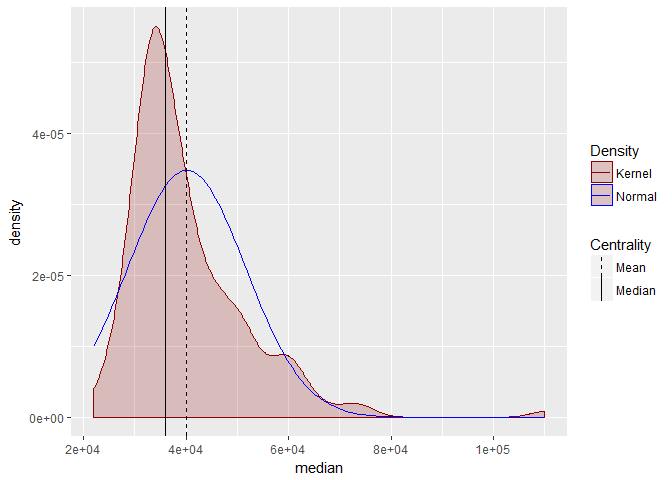 density
4e-05
2e-05
0e+00
2e+04
4e+04
6e+04
8e+04
1e+05
median
Density
Kernel
Normal
Centrality
Mean
Median